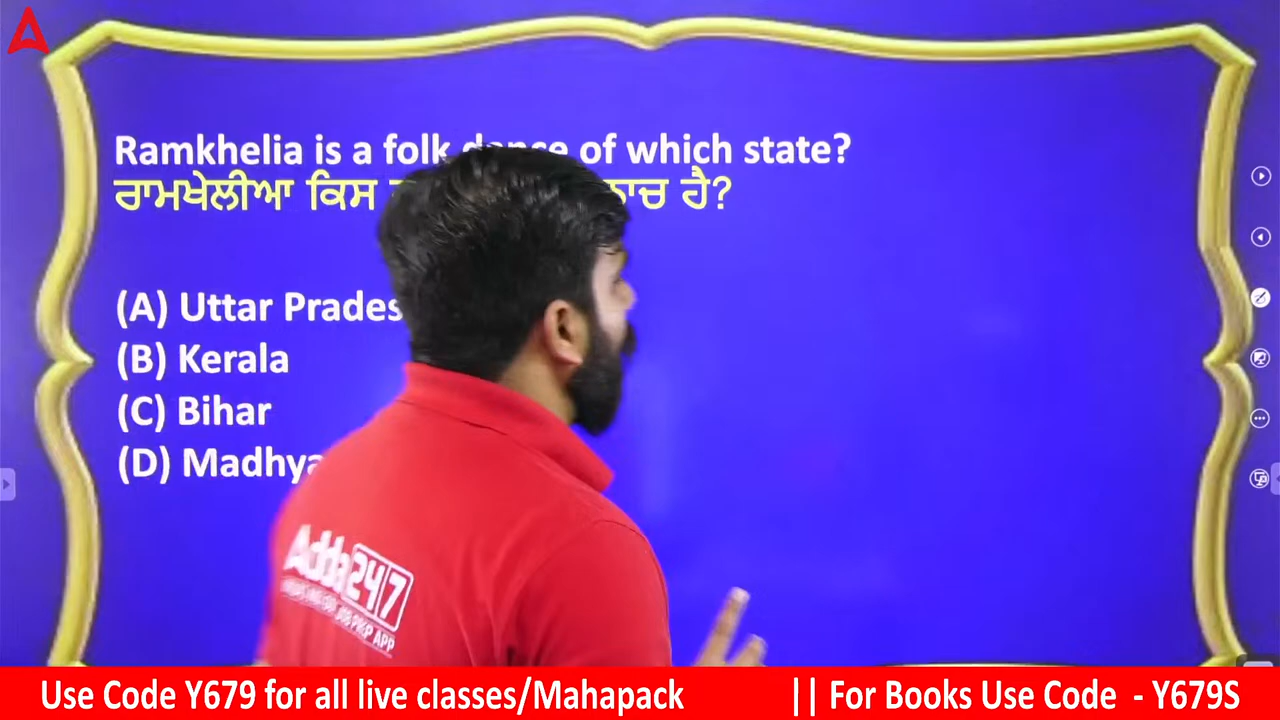 Ramkhelia is a folk dance of which state?
ਰਾਮਖੇਲੀਆ ਕਿਸ ਨਾਚ ਹੈ?
(A) Uttar Prades
(B) Kerala
(C) Bihar
(D) Madhya
Adda247
Use Code Y679 for all live classes/Mahapack || For Books Use Code - Y679S